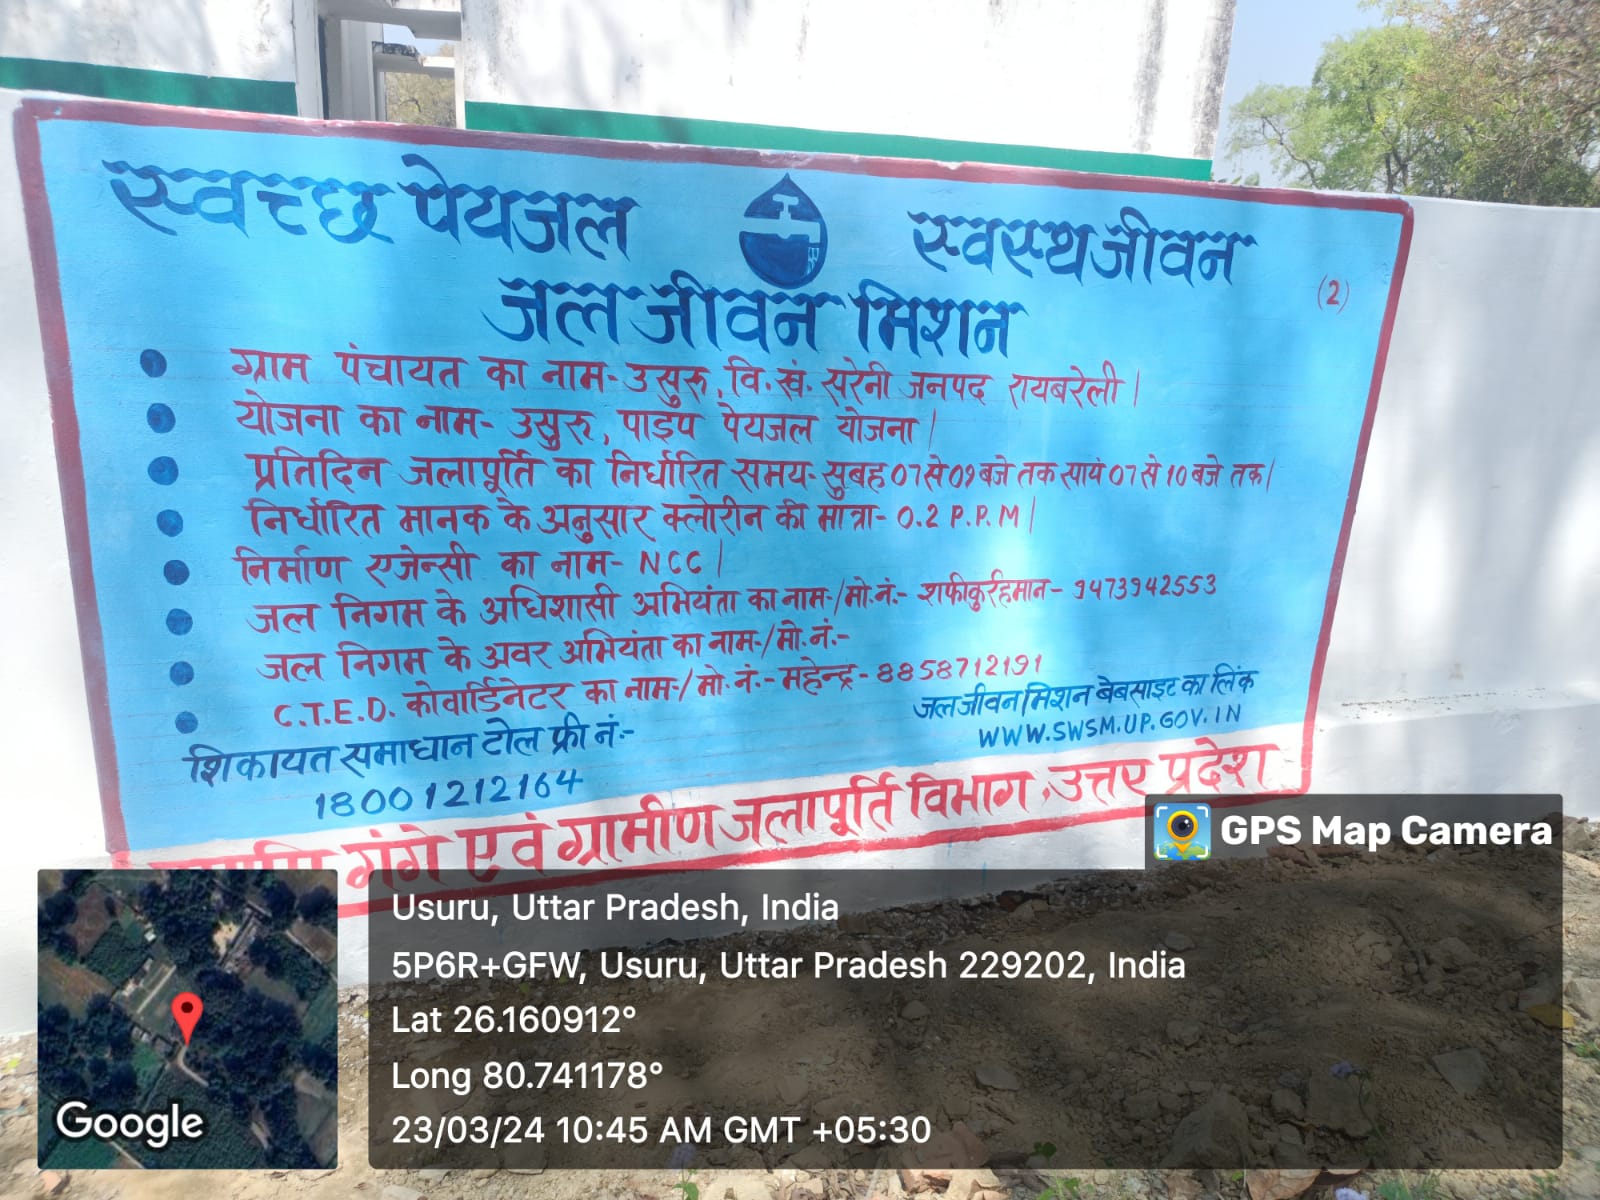 स्वच्छ पेयजल स्वस्थ जीवन
जल जीवन मिशन
(2)
ग्राम पंचायत का नाम- उसुरु, वि.खं. सरेनी जनपद रायबरेली।
योजना का नाम- उसुरु, पाइप पेयजल योजना।
प्रतिदिन जलापूर्ति का निर्धारित समय- सुबह 07 से 09 बजे तक सायं 07 से 10 बजे तक।
निर्धारित मानक के अनुसार क्लोरीन की मात्रा- 0.2 P.P.M।
निर्माण एजेन्सी का नाम- NCC।
जल निगम के अधिशासी अभियंता का नाम-/मो.नं.- शफीकुर्रहमान- 9473942553
जल निगम के अवर अभियंता का नाम-/मो.नं.-
C.T.E.D. कोवार्डिनेटर का नाम-/मो.नं.- महेन्द्र- 8858712191
शिकायत समाधान टोल फ्री नं:-
18001212164
जल जीवन मिशन बेबसाइट का लिंक
WWW.SWSM.UP.GOV.IN
गंगे एवं ग्रामीण जलापूर्ति विभाग, उत्तए प्रदेश
GPS Map Camera
Usuru, Uttar Pradesh, India
5P6R+GFW, Usuru, Uttar Pradesh 229202, India
Lat 26.160912°
Long 80.741178°
23/03/24 10:45 AM GMT +05:30
Google